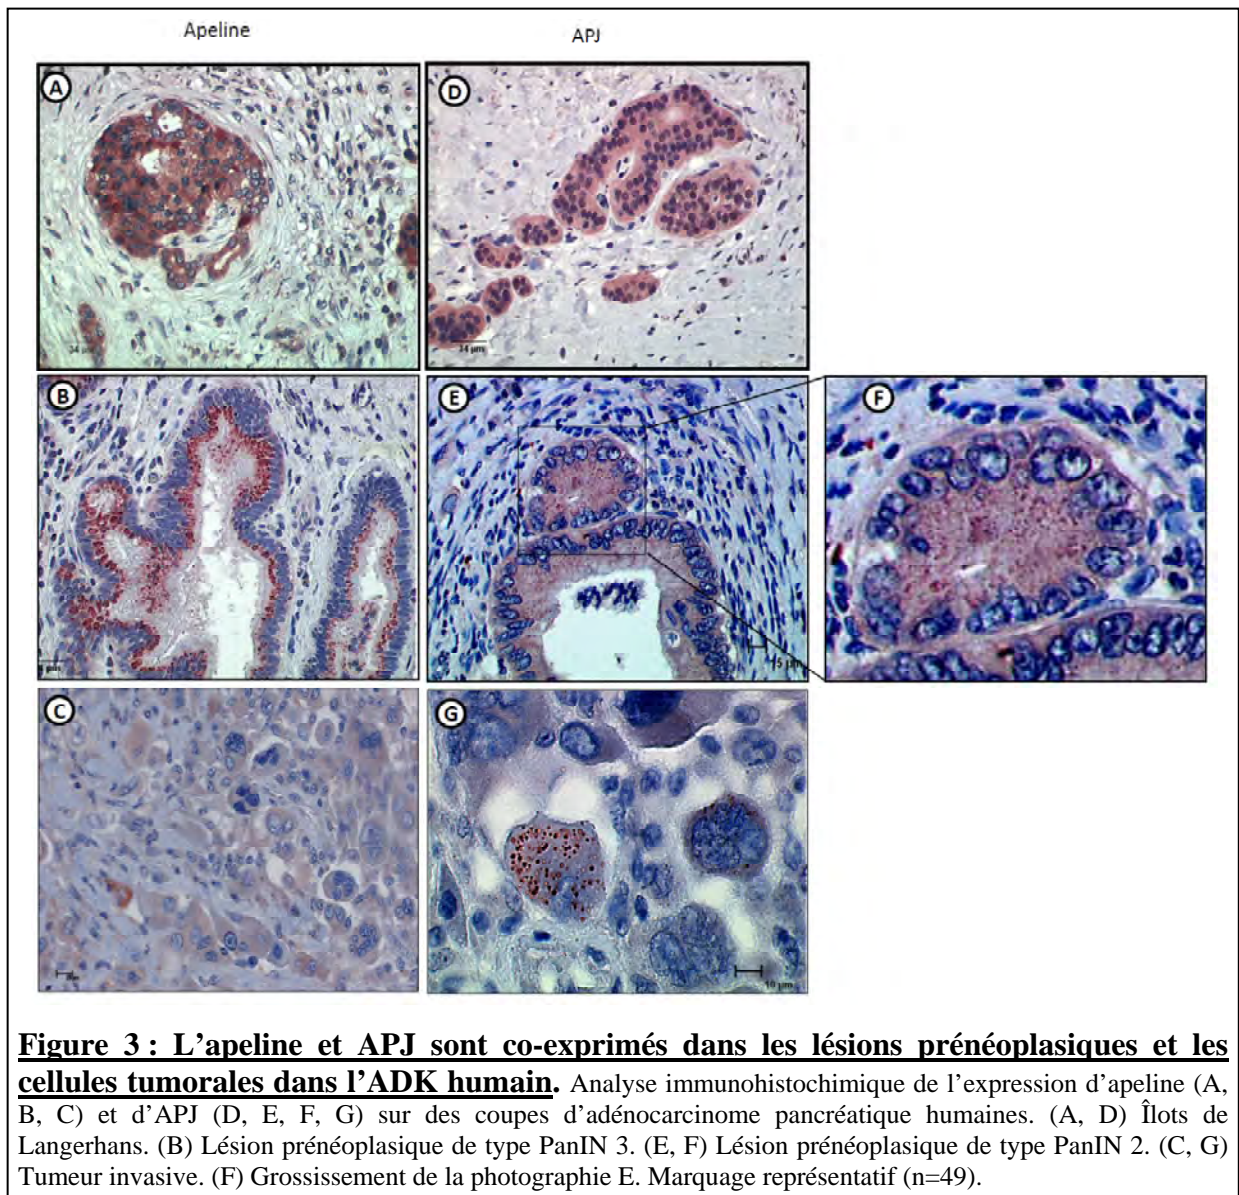 Apeline
APJ
A
D
34 µm
34 µm
B
E
F
µm
15 µm
C
G
10 µm
Figure 3 : L’apeline et APJ sont co-exprimés dans les lésions prénéoplasiques et les
cellules tumorales dans l’ADK humain. Analyse immunohistochimique de l’expression d’apeline (A,
B, C) et d’APJ (D, E, F, G) sur des coupes d’adénocarcinome pancréatique humaines. (A, D) Îlots de
Langerhans. (B) Lésion prénéoplasique de type PanIN 3. (E, F) Lésion prénéoplasique de type PanIN 2. (C, G)
Tumeur invasive. (F) Grossissement de la photographie E. Marquage représentatif (n=49).